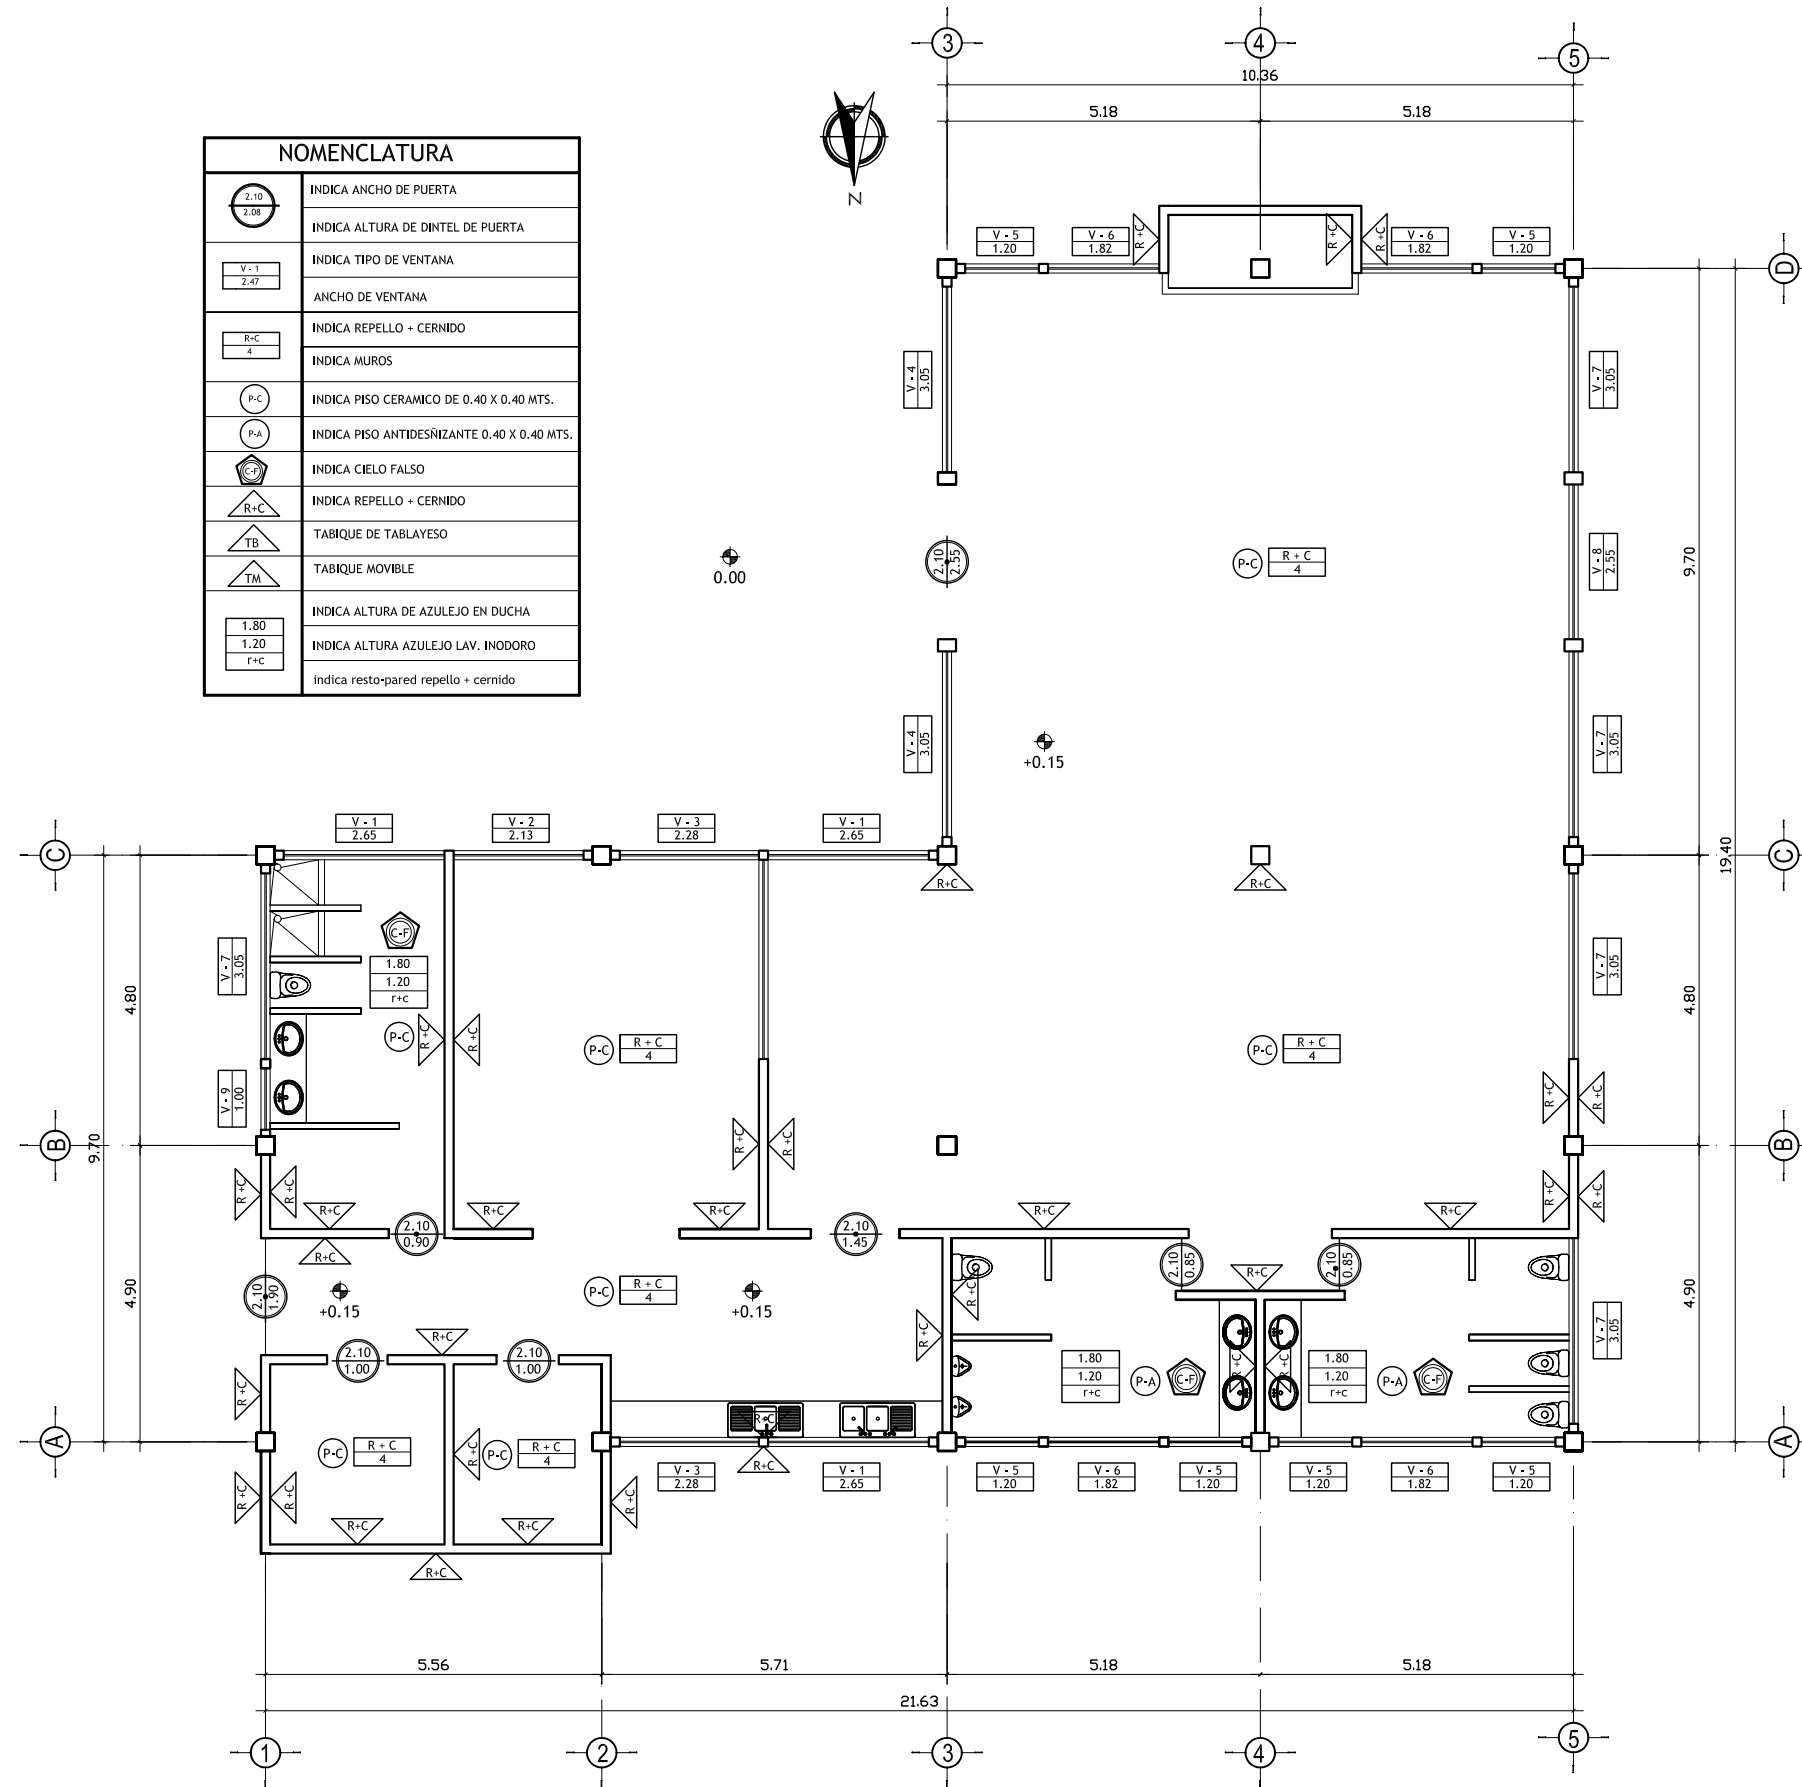 3
4
5
10.36
5.18
5.18
N
NOMENCLATURA
2.10
2.08
INDICA ANCHO DE PUERTA
INDICA ALTURA DE DINTEL DE PUERTA
V - 1
2.47
INDICA TIPO DE VENTANA
ANCHO DE VENTANA
R+C
4
INDICA REPELLO + CERNIDO
INDICA MUROS
P-C
INDICA PISO CERAMICO DE 0.40 X 0.40 MTS.
P-A
INDICA PISO ANTIDESÑIZANTE 0.40 X 0.40 MTS.
C-F
INDICA CIELO FALSO
R+C
INDICA REPELLO + CERNIDO
TB
TABIQUE DE TABLAYESO
TM
TABIQUE MOVIBLE
1.80
1.20
r+c
INDICA ALTURA DE AZULEJO EN DUCHA
INDICA ALTURA AZULEJO LAV. INODORO
indica resto-pared repello + cernido
V - 5
1.20
V - 6
1.82
R +C
R +C
V - 6
1.82
V - 5
1.20
D
V - 4
3.05
V - 7
3.05
0.00
2.10
2.55
P-C
R + C
4
V - 8
2.55
9.70
V - 4
3.05
+0.15
V - 7
3.05
V - 1
2.65
V - 2
2.13
V - 3
2.28
V - 1
2.65
C
R+C
R+C
19.40
C
C-F
V - 7
3.05
1.80
1.20
r+c
V - 7
3.05
4.80
4.80
P-C
R +C
R +C
P-C
R + C
4
P-C
R + C
4
V - 9
1.00
R +C
R +C
B
9.70
R +C
R +C
B
R +C
R +C
R +C
R +C
R+C
R+C
R+C
R+C
R+C
2.10
0.90
2.10
1.45
R+C
2.10
0.85
2.10
0.85
R+C
4.90
2.10
1.90
+0.15
P-C
R + C
4
+0.15
R +C
4.90
R+C
R +C
V - 7
3.05
2.10
1.00
2.10
1.00
R +C
1.80
1.20
r+c
P-A
C-F
R +C
R +C
1.80
1.20
r+c
P-A
C-F
R+C
A
P-C
R + C
4
R +C
P-C
R + C
4
A
R+C
V - 3
2.28
V - 1
2.65
V - 5
1.20
V - 6
1.82
V - 5
1.20
V - 5
1.20
V - 6
1.82
V - 5
1.20
R +C
R +C
R +C
R+C
R+C
R+C
5.56
5.71
5.18
5.18
21.63
1
2
3
4
5